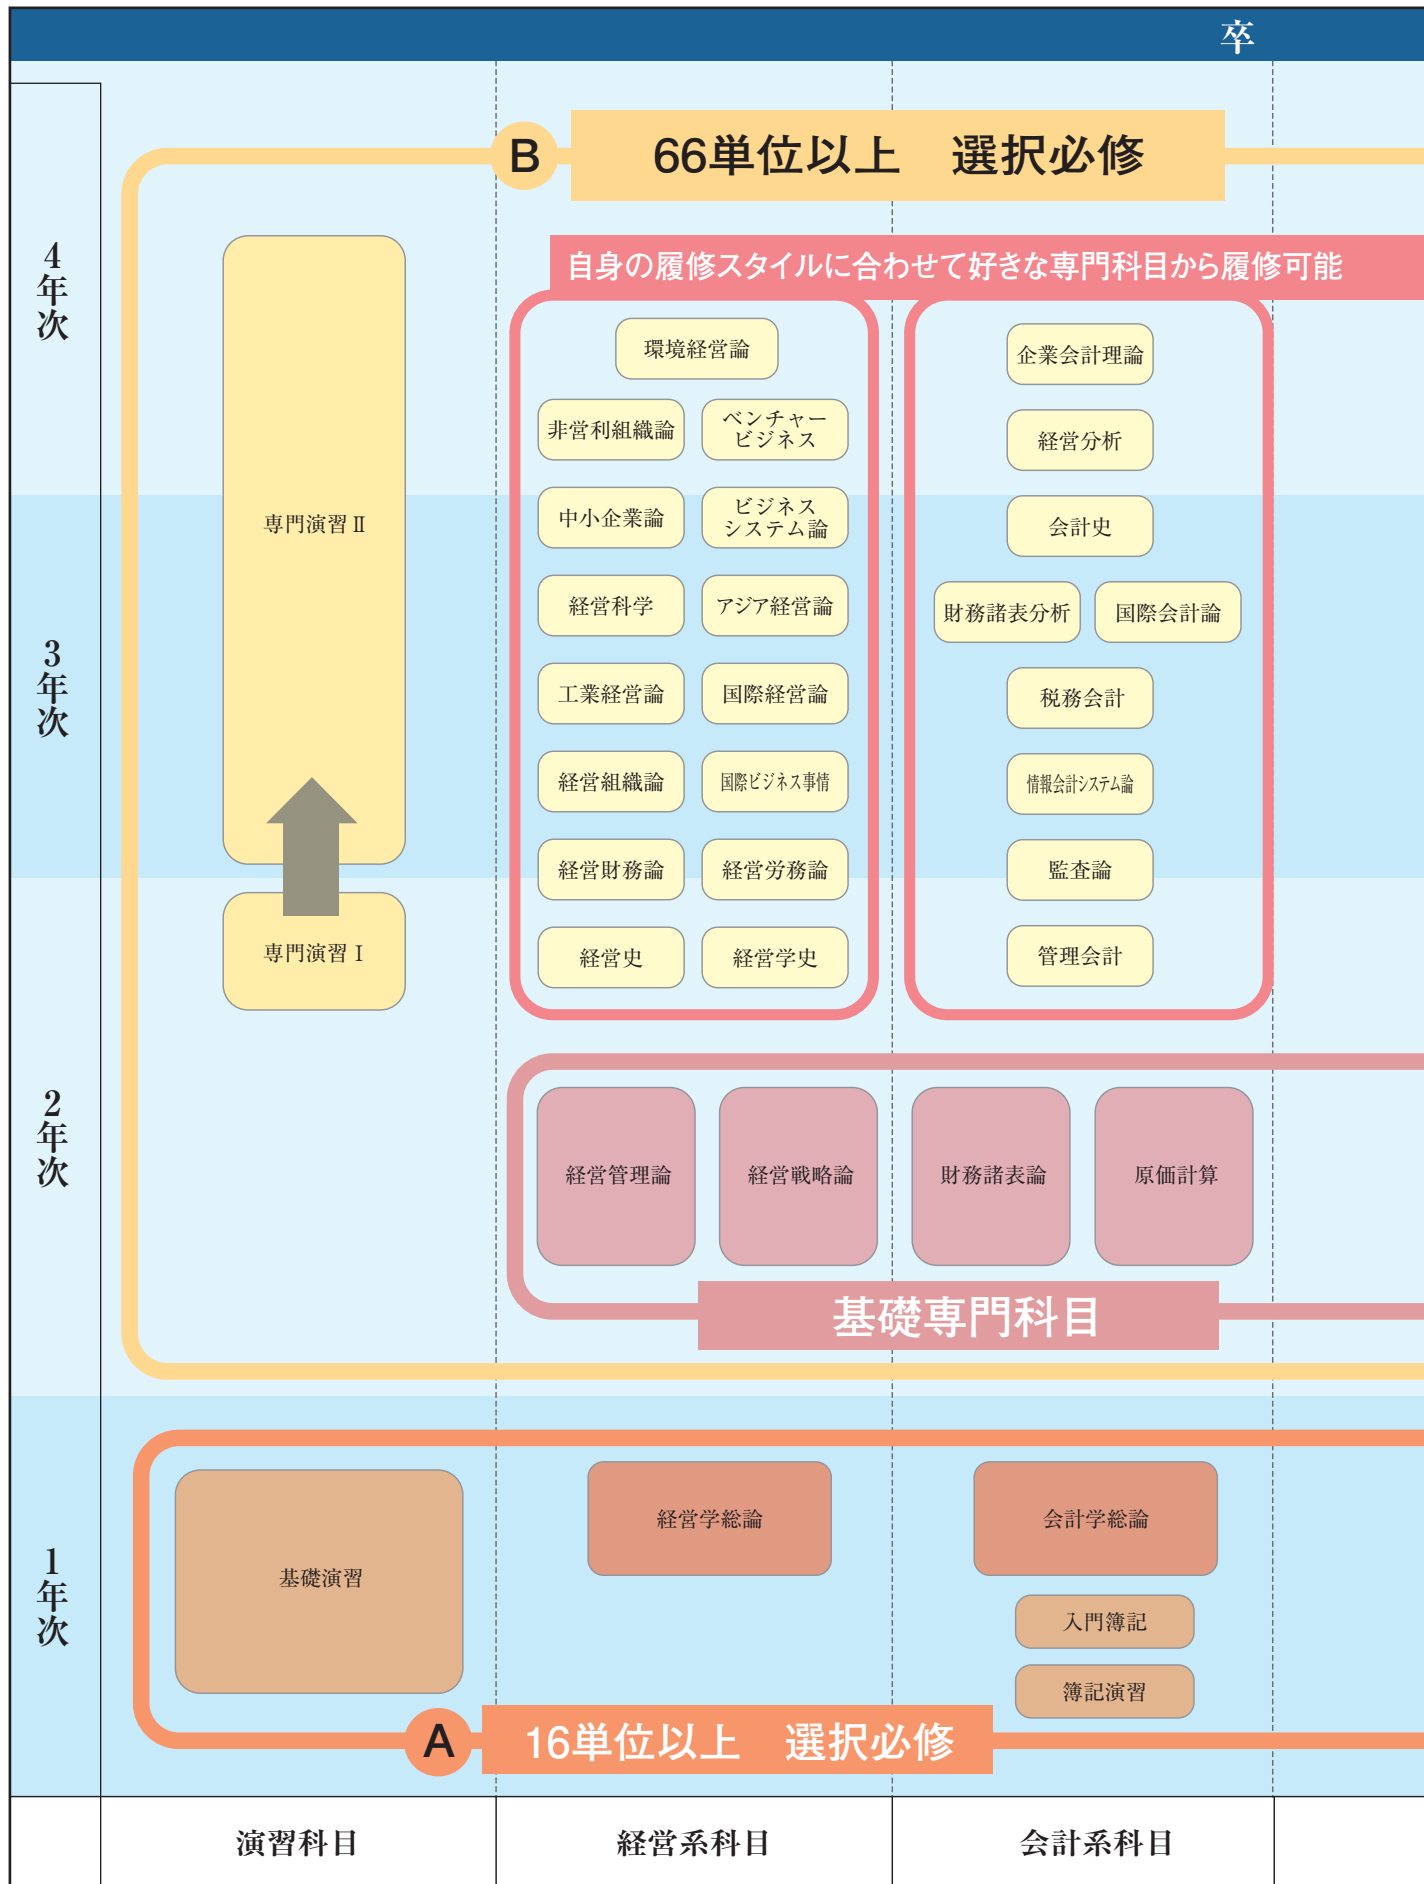 卒
B
66単位以上　選択必修
自身の履修スタイルに合わせて好きな専門科目から履修可能
4年次
3年次
2年次
1年次
専門演習Ⅱ
専門演習Ⅰ
環境経営論
非営利組織論
ベンチャー
ビジネス
中小企業論
ビジネス
システム論
経営科学
アジア経営論
工業経営論
国際経営論
経営組織論
国際ビジネス事情
経営財務論
経営労務論
経営史
経営学史
企業会計理論
経営分析
会計史
財務諸表分析
国際会計論
税務会計
情報会計システム論
監査論
管理会計
経営管理論
経営戦略論
財務諸表論
原価計算
基礎専門科目
基礎演習
経営学総論
会計学総論
入門簿記
簿記演習
A
16単位以上　選択必修
演習科目
経営系科目
会計系科目